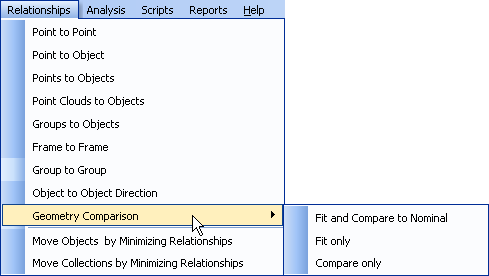 Relationships Analysis Scripts Reports Help
Point to Point
Point to Object
Points to Objects
Point Clouds to Objects
Groups to Objects
Frame to Frame
Group to Group
Object to Object Direction
Geometry Comparison
Fit and Compare to Nominal
Move Objects by Minimizing Relationships
Fit only
Move Collections by Minimizing Relationships
Compare only